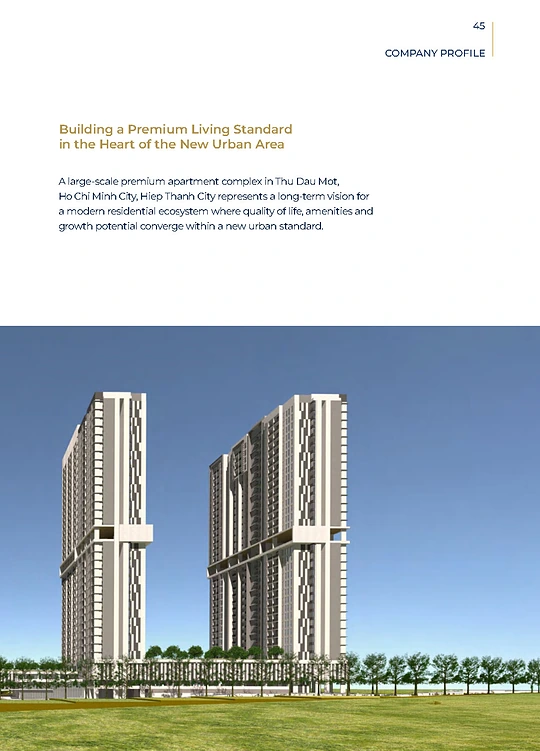 45
COMPANY PROFILE
Building a Premium Living Standard
in the Heart of the New Urban Area
A large-scale premium apartment complex in Thu Dau Mot,
Ho Chi Minh City, Hiep Thanh City represents a long-term vision for
a modern residential ecosystem where quality of life, amenities and
growth potential converge within a new urban standard.